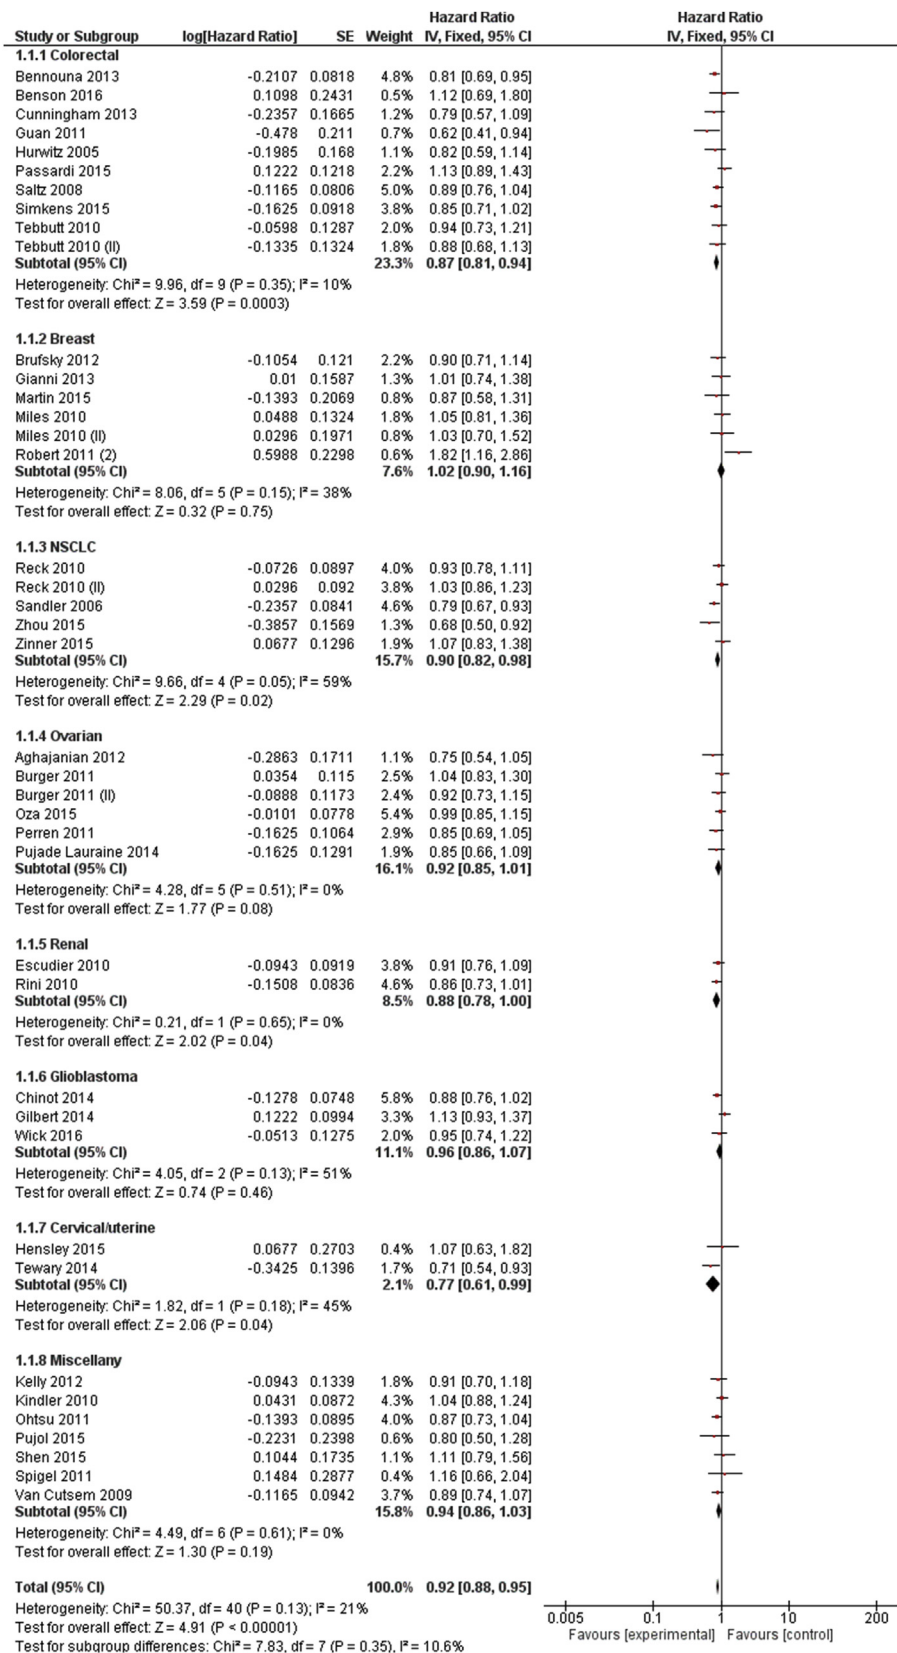 Hazard Ratio Hazard Ratio
Study or Subgroup log[Hazard Ratio] SE Weight IV, Fixed, 95% CI IV, Fixed, 95% CI
1.1.1 Colorectal
Bennouna 2013 -0.2107 0.0818 4.8% 0.81 [0.69, 0.95]
Benson 2016 0.1098 0.2431 0.5% 1.12 [0.69, 1.80]
Cunningham 2013 -0.2357 0.1665 1.2% 0.79 [0.57, 1.09]
Guan 2011 -0.478 0.211 0.7% 0.62 [0.41, 0.94]
Hurwitz 2005 -0.1985 0.168 1.1% 0.82 [0.59, 1.14]
Passardi 2015 0.1222 0.1218 2.2% 1.13 [0.89, 1.43]
Saltz 2008 -0.1165 0.0806 5.0% 0.89 [0.76, 1.04]
Simkens 2015 -0.1625 0.0918 3.8% 0.85 [0.71, 1.02]
Tebbutt 2010 -0.0598 0.1287 2.0% 0.94 [0.73, 1.21]
Tebbutt 2010 (II) -0.1335 0.1324 1.8% 0.88 [0.68, 1.13]
Subtotal (95% CI) 23.3% 0.87 [0.81, 0.94]
Heterogeneity: Chi² = 9.96, df = 9 (P = 0.35); I² = 10%
Test for overall effect: Z = 3.59 (P = 0.0003)
1.1.2 Breast
Brufsky 2012 -0.1054 0.121 2.2% 0.90 [0.71, 1.14]
Gianni 2013 0.01 0.1587 1.3% 1.01 [0.74, 1.38]
Martin 2015 -0.1393 0.2069 0.8% 0.87 [0.58, 1.31]
Miles 2010 0.0488 0.1324 1.8% 1.05 [0.81, 1.36]
Miles 2010 (II) 0.0296 0.1971 0.8% 1.03 [0.70, 1.52]
Robert 2011 (2) 0.5988 0.2298 0.6% 1.82 [1.16, 2.86]
Subtotal (95% CI) 7.6% 1.02 [0.90, 1.16]
Heterogeneity: Chi² = 8.06, df = 5 (P = 0.15); I² = 38%
Test for overall effect: Z = 0.32 (P = 0.75)
1.1.3 NSCLC
Reck 2010 -0.0726 0.0897 4.0% 0.93 [0.78, 1.11]
Reck 2010 (II) 0.0296 0.092 3.8% 1.03 [0.86, 1.23]
Sandler 2006 -0.2357 0.0841 4.6% 0.79 [0.67, 0.93]
Zhou 2015 -0.3857 0.1569 1.3% 0.68 [0.50, 0.92]
Zinner 2015 0.0677 0.1296 1.9% 1.07 [0.83, 1.38]
Subtotal (95% CI) 15.7% 0.90 [0.82, 0.98]
Heterogeneity: Chi² = 9.66, df = 4 (P = 0.05); I² = 59%
Test for overall effect: Z = 2.29 (P = 0.02)
1.1.4 Ovarian
Aghajanian 2012 -0.2863 0.1711 1.1% 0.75 [0.54, 1.05]
Burger 2011 0.0354 0.115 2.5% 1.04 [0.83, 1.30]
Burger 2011 (II) -0.0888 0.1173 2.4% 0.92 [0.73, 1.15]
Oza 2015 -0.0101 0.0778 5.4% 0.99 [0.85, 1.15]
Perren 2011 -0.1625 0.1064 2.9% 0.85 [0.69, 1.05]
Pujade Lauraine 2014 -0.1625 0.1291 1.9% 0.85 [0.66, 1.09]
Subtotal (95% CI) 16.1% 0.92 [0.85, 1.01]
Heterogeneity: Chi² = 4.28, df = 5 (P = 0.51); I² = 0%
Test for overall effect: Z = 1.77 (P = 0.08)
1.1.5 Renal
Escudier 2010 -0.0943 0.0919 3.8% 0.91 [0.76, 1.09]
Rini 2010 -0.1508 0.0836 4.6% 0.86 [0.73, 1.01]
Subtotal (95% CI) 8.5% 0.88 [0.78, 1.00]
Heterogeneity: Chi² = 0.21, df = 1 (P = 0.65); I² = 0%
Test for overall effect: Z = 2.02 (P = 0.04)
1.1.6 Glioblastoma
Chinot 2014 -0.1278 0.0748 5.8% 0.88 [0.76, 1.02]
Gilbert 2014 0.1222 0.0994 3.3% 1.13 [0.93, 1.37]
Wick 2016 -0.0513 0.1275 2.0% 0.95 [0.74, 1.22]
Subtotal (95% CI) 11.1% 0.96 [0.86, 1.07]
Heterogeneity: Chi² = 4.05, df = 2 (P = 0.13); I² = 51%
Test for overall effect: Z = 0.74 (P = 0.46)
1.1.7 Cervical/uterine
Hensley 2015 0.0677 0.2703 0.4% 1.07 [0.63, 1.82]
Tewary 2014 -0.3425 0.1396 1.7% 0.71 [0.54, 0.93]
Subtotal (95% CI) 2.1% 0.77 [0.61, 0.99]
Heterogeneity: Chi² = 1.82, df = 1 (P = 0.18); I² = 45%
Test for overall effect: Z = 2.06 (P = 0.04)
1.1.8 Miscellany
Kelly 2012 -0.0943 0.1339 1.8% 0.91 [0.70, 1.18]
Kindler 2010 0.0431 0.0872 4.3% 1.04 [0.88, 1.24]
Ohtsu 2011 -0.1393 0.0895 4.0% 0.87 [0.73, 1.04]
Pujol 2015 -0.2231 0.2398 0.6% 0.80 [0.50, 1.28]
Shen 2015 0.1044 0.1735 1.1% 1.11 [0.79, 1.56]
Spigel 2011 0.1484 0.2877 0.4% 1.16 [0.66, 2.04]
Van Cutsem 2009 -0.1165 0.0942 3.7% 0.89 [0.74, 1.07]
Subtotal (95% CI) 15.8% 0.94 [0.86, 1.03]
Heterogeneity: Chi² = 4.49, df = 6 (P = 0.61); I² = 0%
Test for overall effect: Z = 1.30 (P = 0.19)
Total (95% CI) 100.0% 0.92 [0.88, 0.95]
Heterogeneity: Chi² = 50.37, df = 40 (P = 0.13); I² = 21%
Test for overall effect: Z = 4.91 (P < 0.00001)
Test for subgroup differences: Chi² = 7.83, df = 7 (P = 0.35), I² = 10.6%
0.005 0.1 1 10 200
Favours [experimental] Favours [control]